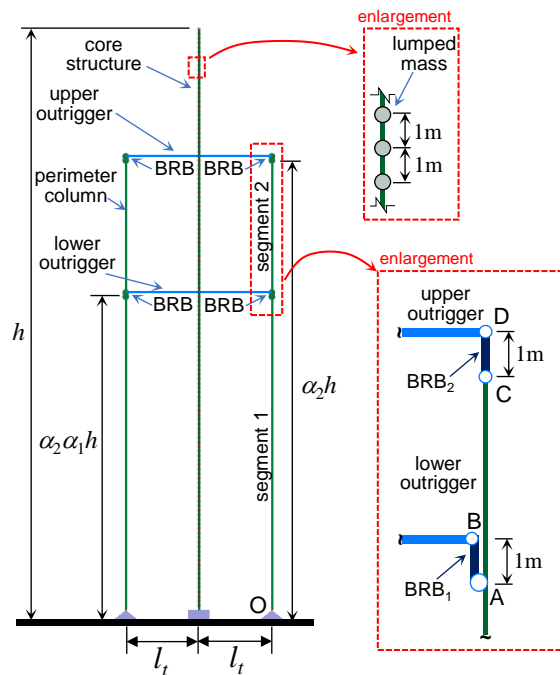 enlargement
core
structure
lumped
mass
upper
outrigger
1m
1m
BRB
BRB
perimeter
column
segment 2
lower
outrigger
enlargement
BRB
BRB
upper
outrigger
D
h
1m
BRB₂
C
α₂h
α₂α₁h
segment 1
lower
outrigger
B
1m
BRB₁
A
O
lₜ
lₜ